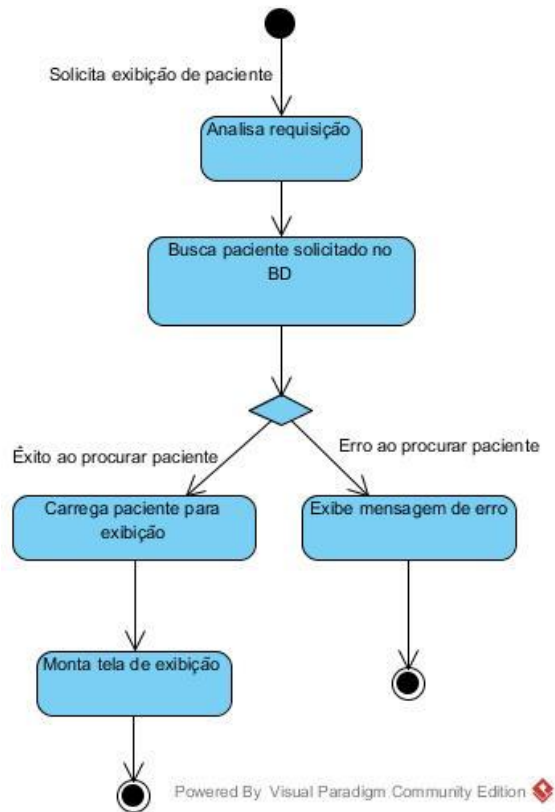 Solicita exibição de paciente
Analisa requisição
Busca paciente solicitado no
BD
Êxito ao procurar paciente
Erro ao procurar paciente
Carrega paciente para
exibição
Exibe mensagem de erro
Monta tela de exibição
Powered By Visual Paradigm Community Edition